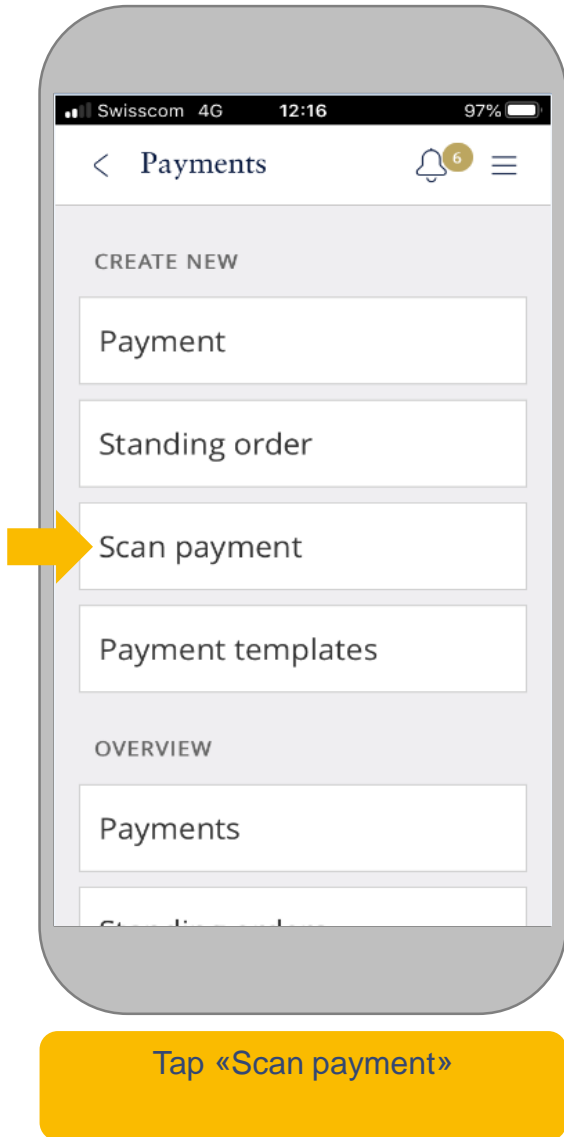 Swisscom 4G 12:16 97%
Payments 6
CREATE NEW
Payment
Standing order
Scan payment
Payment templates
OVERVIEW
Payments
Tap «Scan payment»